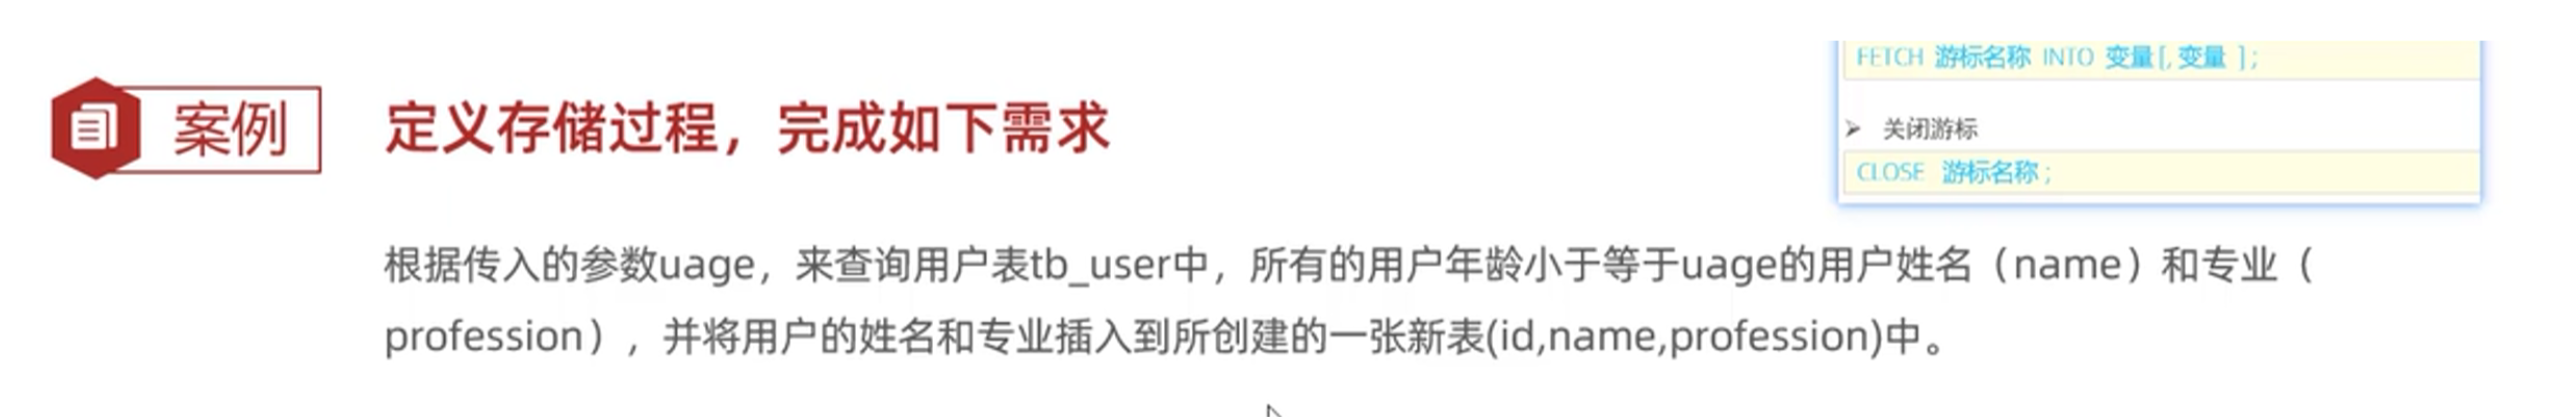 FETCH 游标名称 INTO 变量 [, 变量 ] ;
案例 定义存储过程，完成如下需求
➢ 关闭游标
CLOSE 游标名称 ;
根据传入的参数uage，来查询用户表tb_user中，所有的用户年龄小于等于uage的用户姓名（name）和专业（
profession），并将用户的姓名和专业插入到所创建的一张新表(id,name,profession)中。